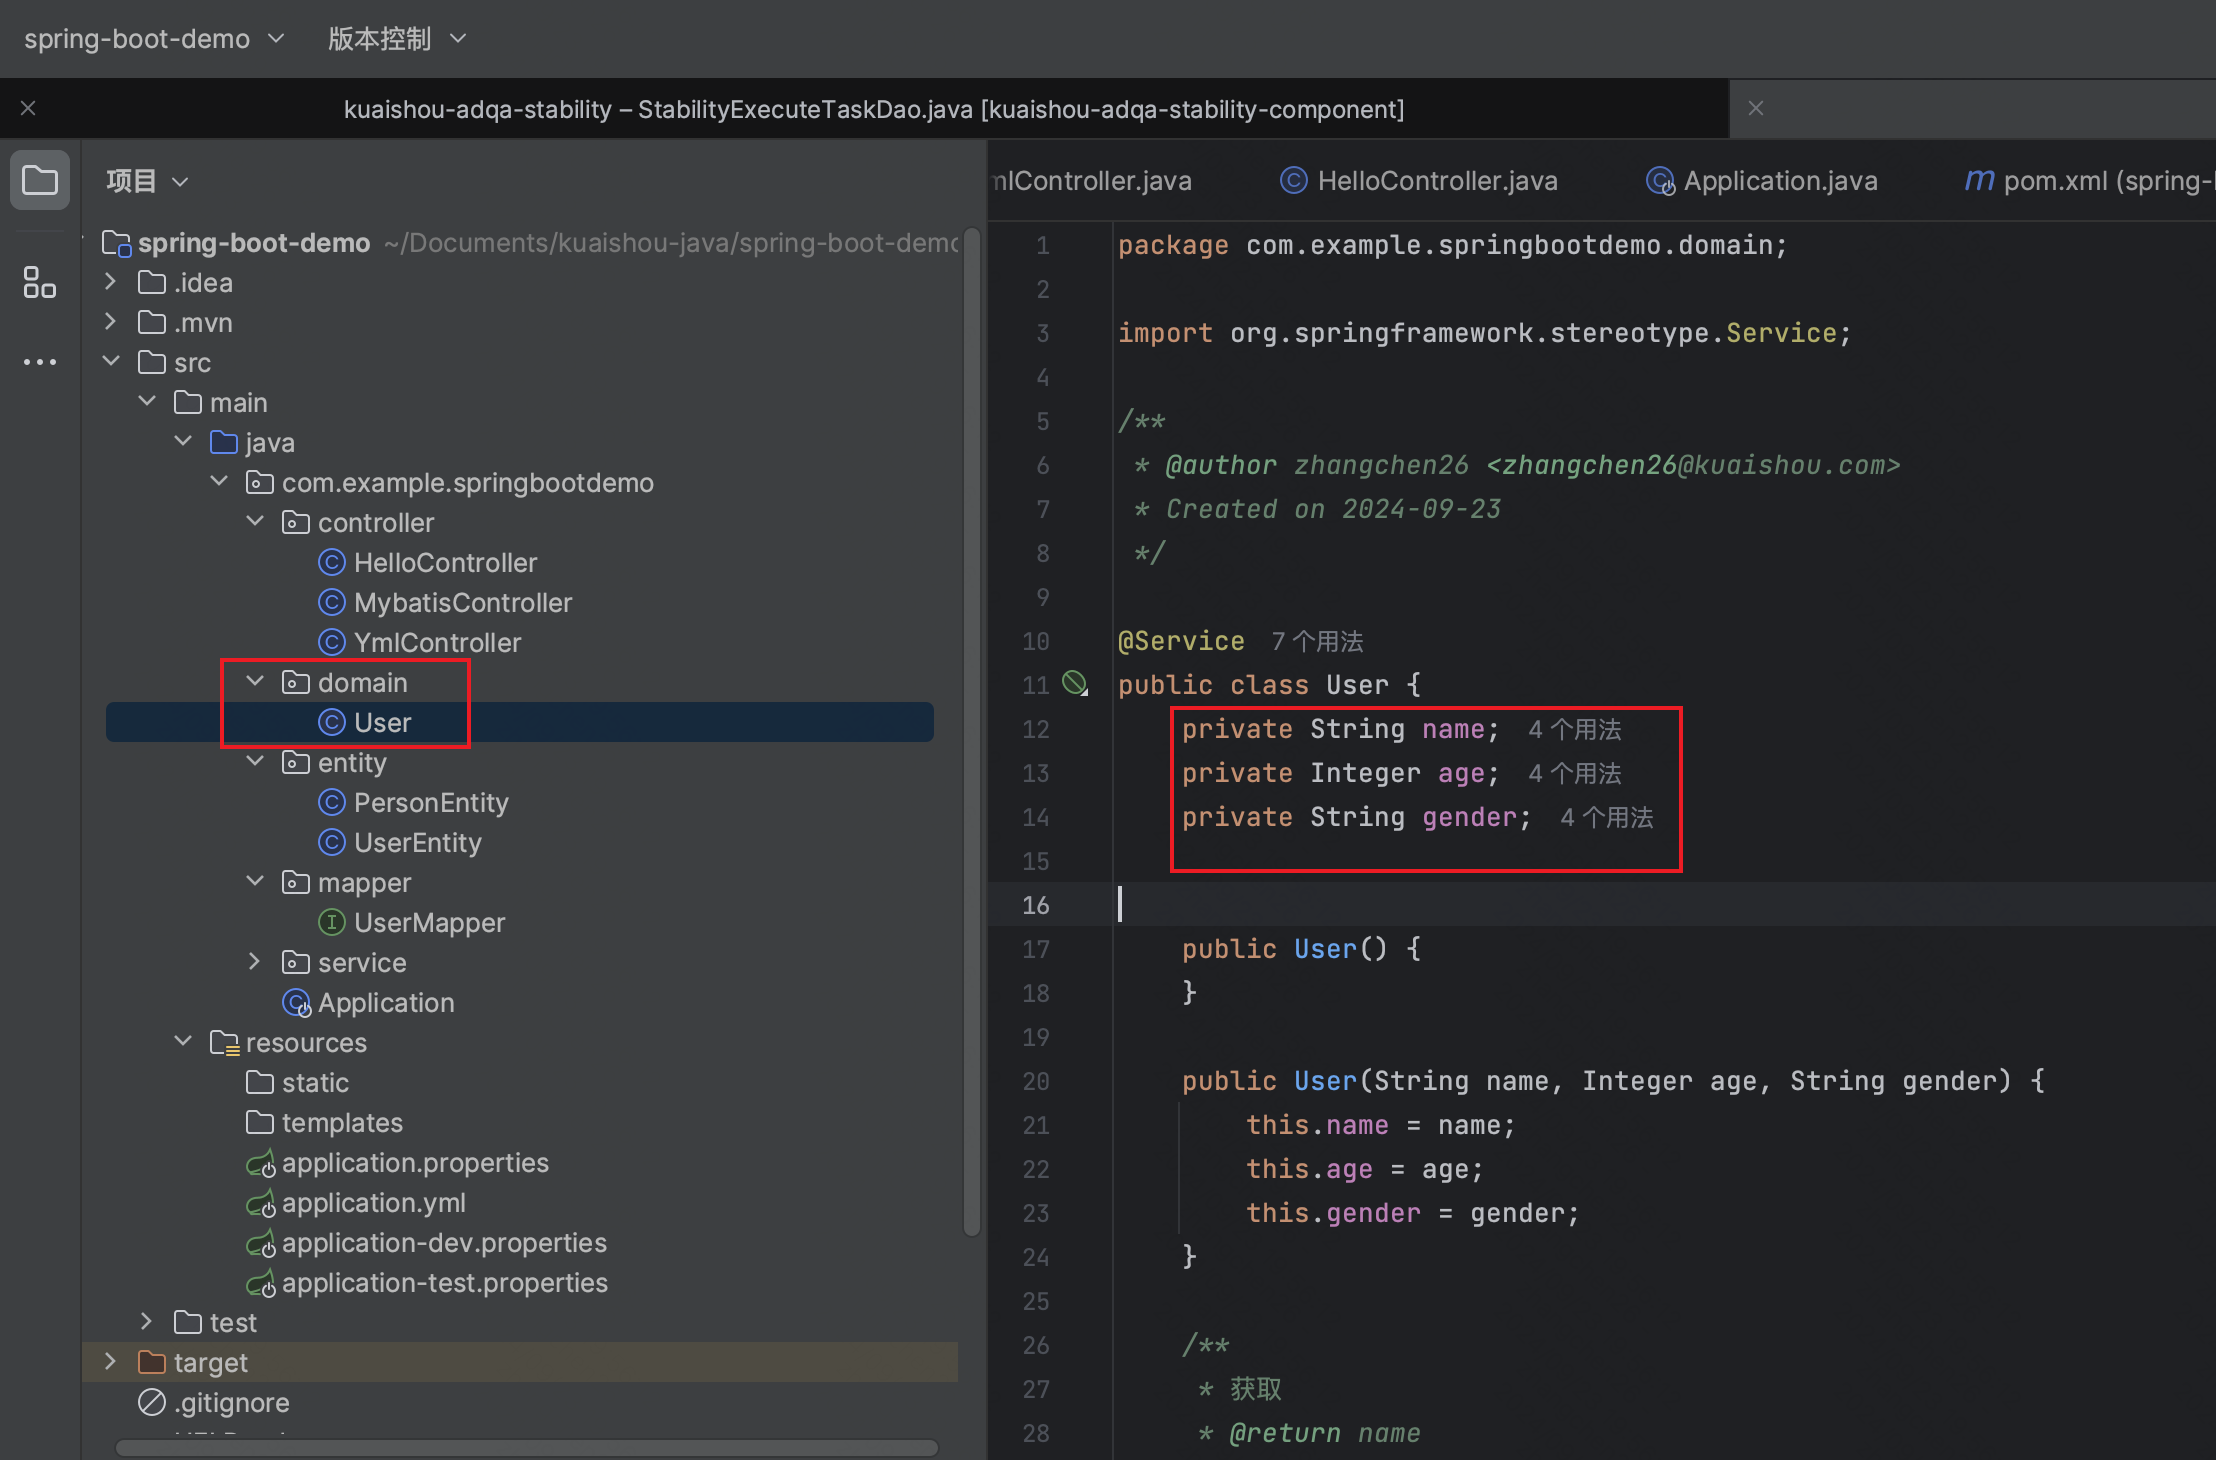 spring-boot-demo 版本控制
kuaishou-adqa-stability – StabilityExecuteTaskDao.java [kuaishou-adqa-stability-component]
项目
spring-boot-demo ~/Documents/kuaishou-java/spring-boot-demo
.idea
.mvn
src
main
java
com.example.springbootdemo
controller
HelloController
MybatisController
YmlController
domain
User
entity
PersonEntity
UserEntity
mapper
UserMapper
service
Application
resources
static
templates
application.properties
application.yml
application-dev.properties
application-test.properties
test
target
.gitignore
mlController.java HelloController.java Application.java pom.xml (spring-
1 package com.example.springbootdemo.domain;
2
3 import org.springframework.stereotype.Service;
4
5 /**
6 * @author zhangchen26 <zhangchen26@kuaishou.com>
7 * Created on 2024-09-23
8 */
9
10 @Service 7 个用法
11 public class User {
12 private String name; 4 个用法
13 private Integer age; 4 个用法
14 private String gender; 4 个用法
15
16
17 public User() {
18 }
19
20 public User(String name, Integer age, String gender) {
21 this.name = name;
22 this.age = age;
23 this.gender = gender;
24 }
25
26 /**
27 * 获取
28 * @return name